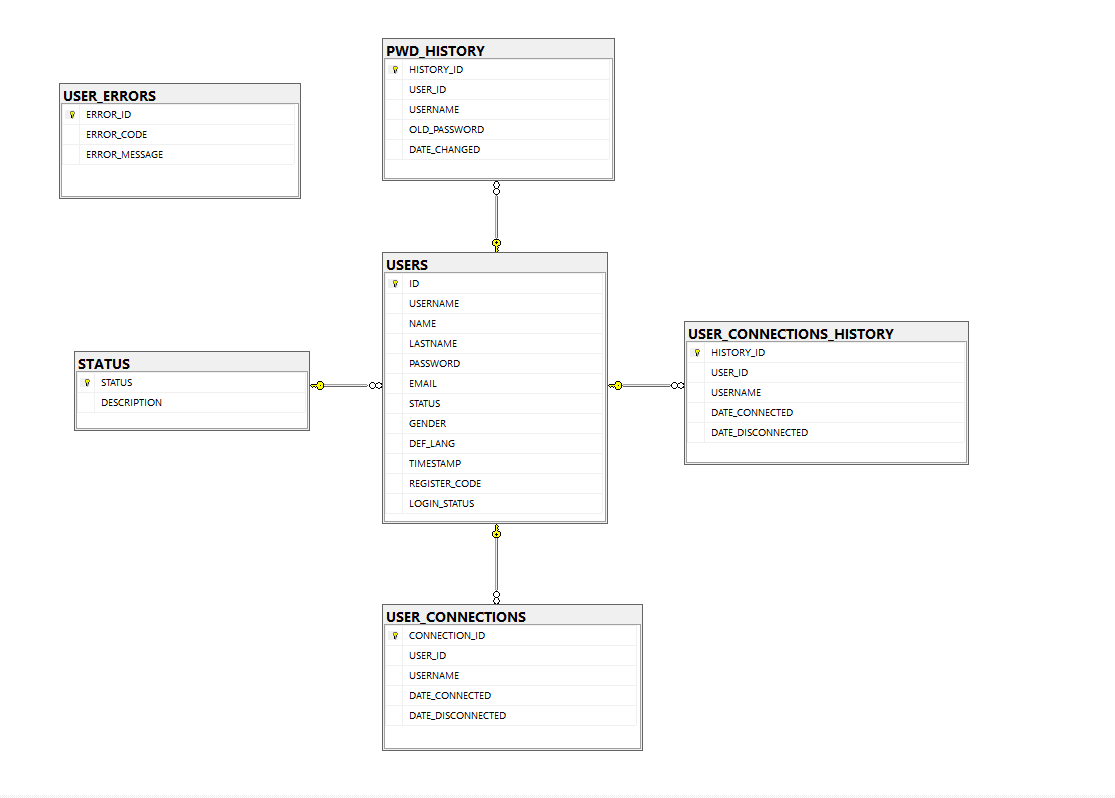 PWD_HISTORY
HISTORY_ID
USER_ID
USERNAME
OLD_PASSWORD
DATE_CHANGED
USER_ERRORS
ERROR_ID
ERROR_CODE
ERROR_MESSAGE
USERS
ID
USERNAME
NAME
LASTNAME
PASSWORD
EMAIL
STATUS
GENDER
DEF_LANG
TIMESTAMP
REGISTER_CODE
LOGIN_STATUS
STATUS
STATUS
DESCRIPTION
USER_CONNECTIONS_HISTORY
HISTORY_ID
USER_ID
USERNAME
DATE_CONNECTED
DATE_DISCONNECTED
USER_CONNECTIONS
CONNECTION_ID
USER_ID
USERNAME
DATE_CONNECTED
DATE_DISCONNECTED